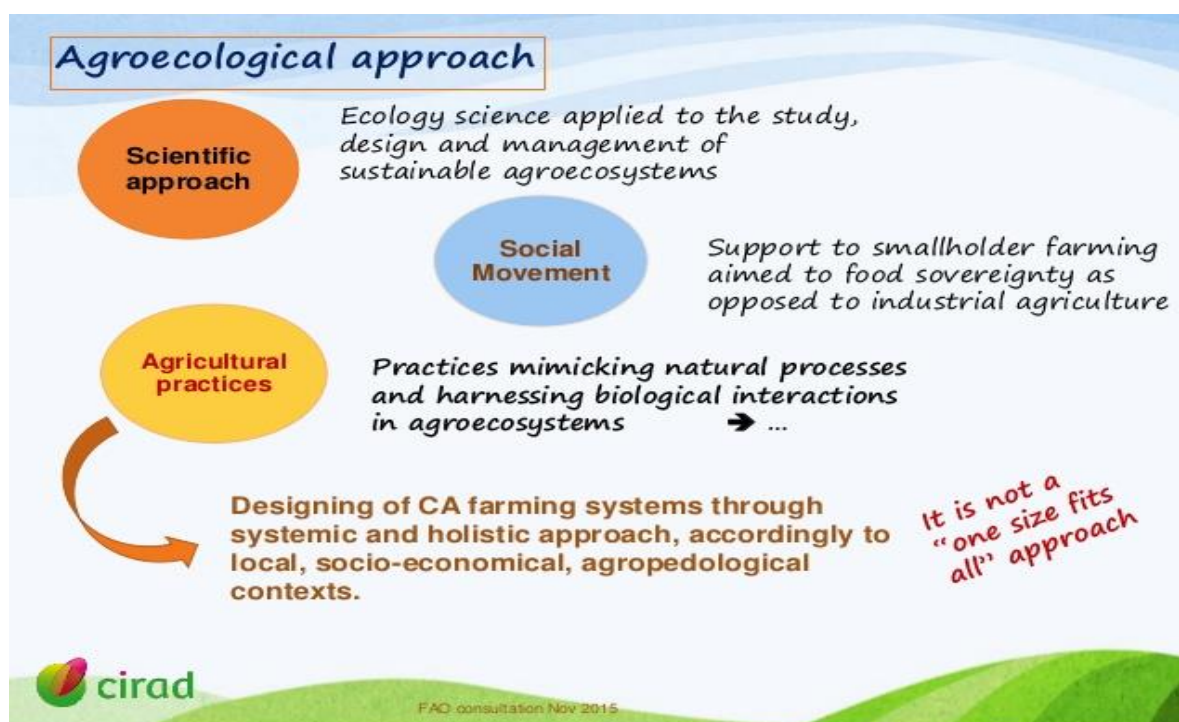 Agroecological approach
Scientific
approach
Ecology science applied to the study,
design and management of
sustainable agroecosystems
Social
Movement
Support to smallholder farming
aimed to food sovereignty as
opposed to industrial agriculture
Agricultural
practices
Practices mimicking natural processes
and harnessing biological interactions
in agroecosystems ➔ ...
Designing of CA farming systems through
systemic and holistic approach, accordingly to
local, socio-economical, agropedological
contexts.
It is not a
“one size fits
all” approach
cirad
FAO consultation Nov 2015